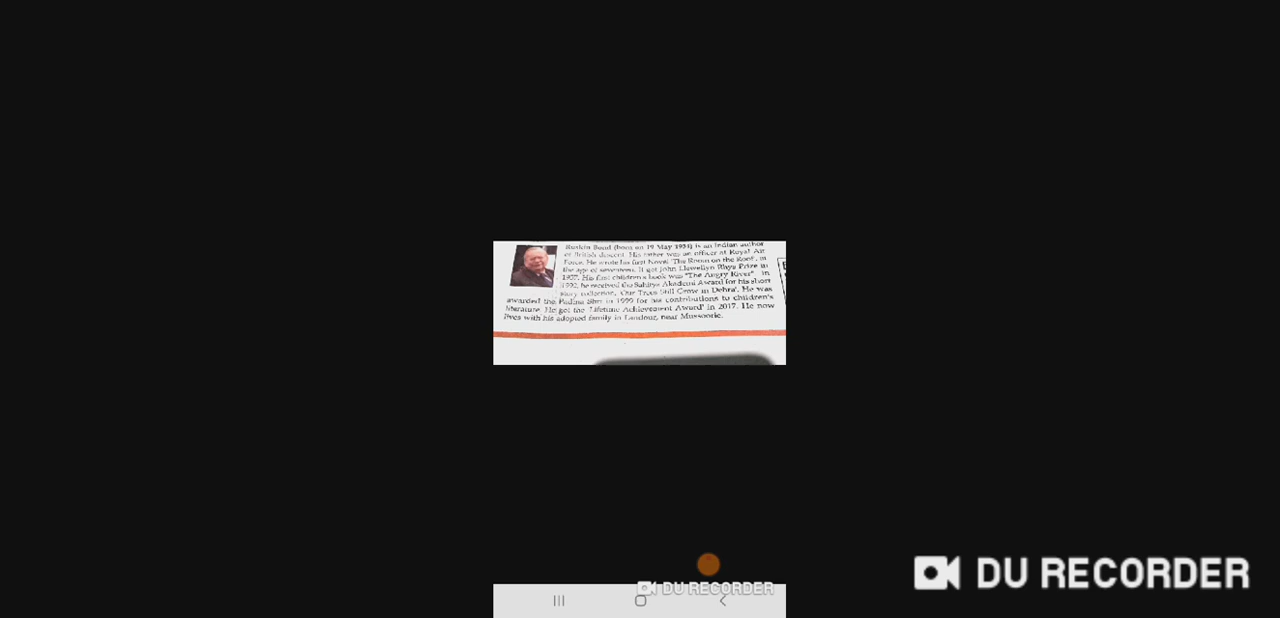 Ruskin Bond (born on 19 May 1934) is an Indian author
of British descent. His father was an officer of Royal Air
Force. He wrote his first Novel 'The Room on the Roof', at
the age of seventeen. It got John Llewellyn Rhys Prize in
1957. His first children's book was "The Angry River". In
1992, he received the Sahitya Akademi Award for his short
story collection, 'Our Trees Still Grow in Dehra'. He was
awarded the Padma Shri in 1999 for his contributions to children's
literature. He got the 'Lifetime Achievement Award' in 2017. He now
lives with his adopted family in Landour, near Mussoorie.
DU RECORDER
DU RECORDER